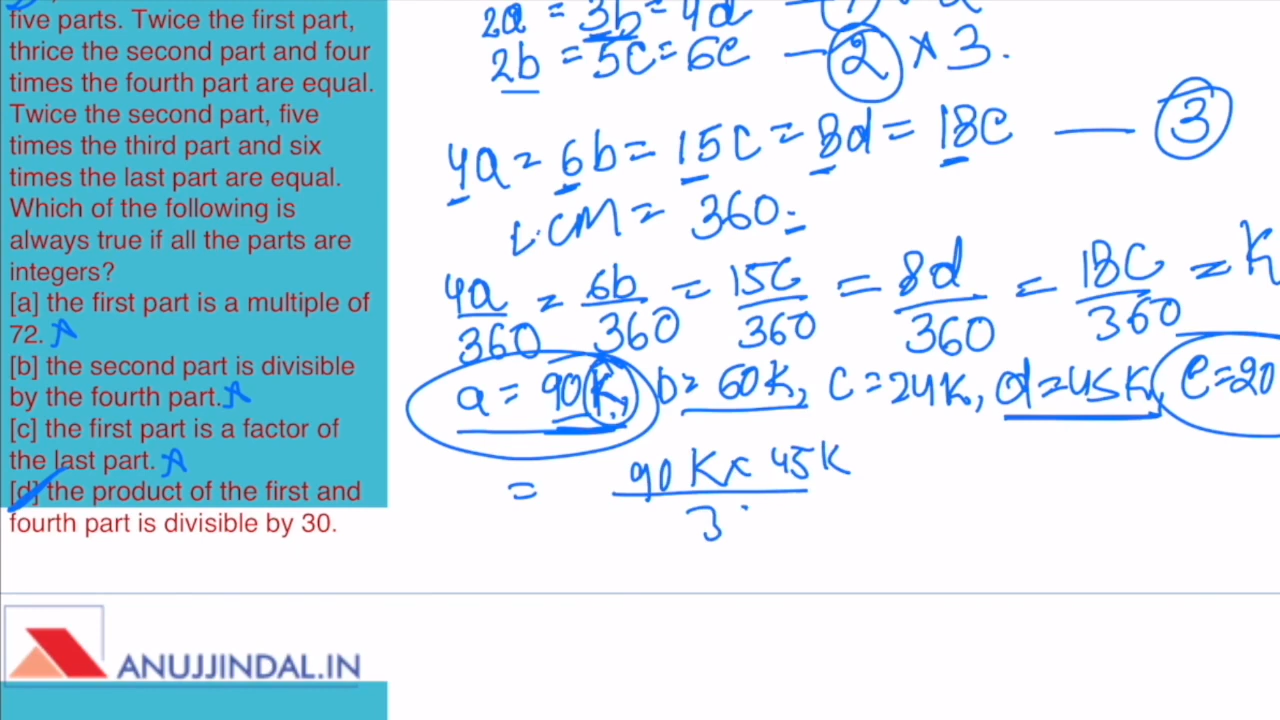 five parts. Twice the first part,
thrice the second part and four
times the fourth part are equal.
Twice the second part, five
times the third part and six
times the last part are equal.
Which of the following is
always true if all the parts are
integers?
[a] the first part is a multiple of
72.
[b] the second part is divisible
by the fourth part.
[c] the first part is a factor of
the last part.
[d] the product of the first and
fourth part is divisible by 30.
2a = 3b = 4d
2b = 5c = 6e — 2 × 3.
4a = 6b = 15c = 8d = 18e — 3
L.CM = 360
4a/360 = 6b/360 = 15c/360 = 8d/360 = 18e/360 = K
a = 90K, b = 60K, c = 24K, d = 45K, e = 20
= 90K × 45K
3
ANUJJINDAL.IN